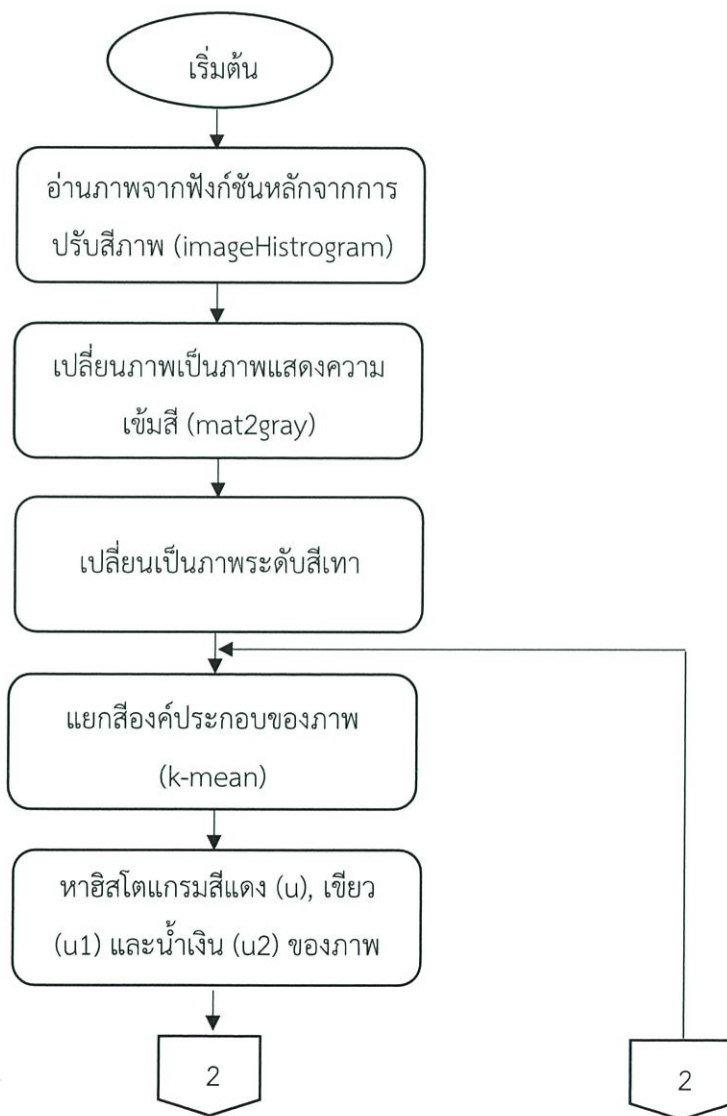 เริ่มต้น
อ่านภาพจากฟังก์ชันหลักจากการ
ปรับสีภาพ (imageHistrogram)
เปลี่ยนภาพเป็นภาพแสดงความ
เข้มสี (mat2gray)
เปลี่ยนเป็นภาพระดับสีเทา
แยกสีองค์ประกอบของภาพ
(k-mean)
หาฮิสโตแกรมสีแดง (u), เขียว
(u1) และน้ำเงิน (u2) ของภาพ
2
2